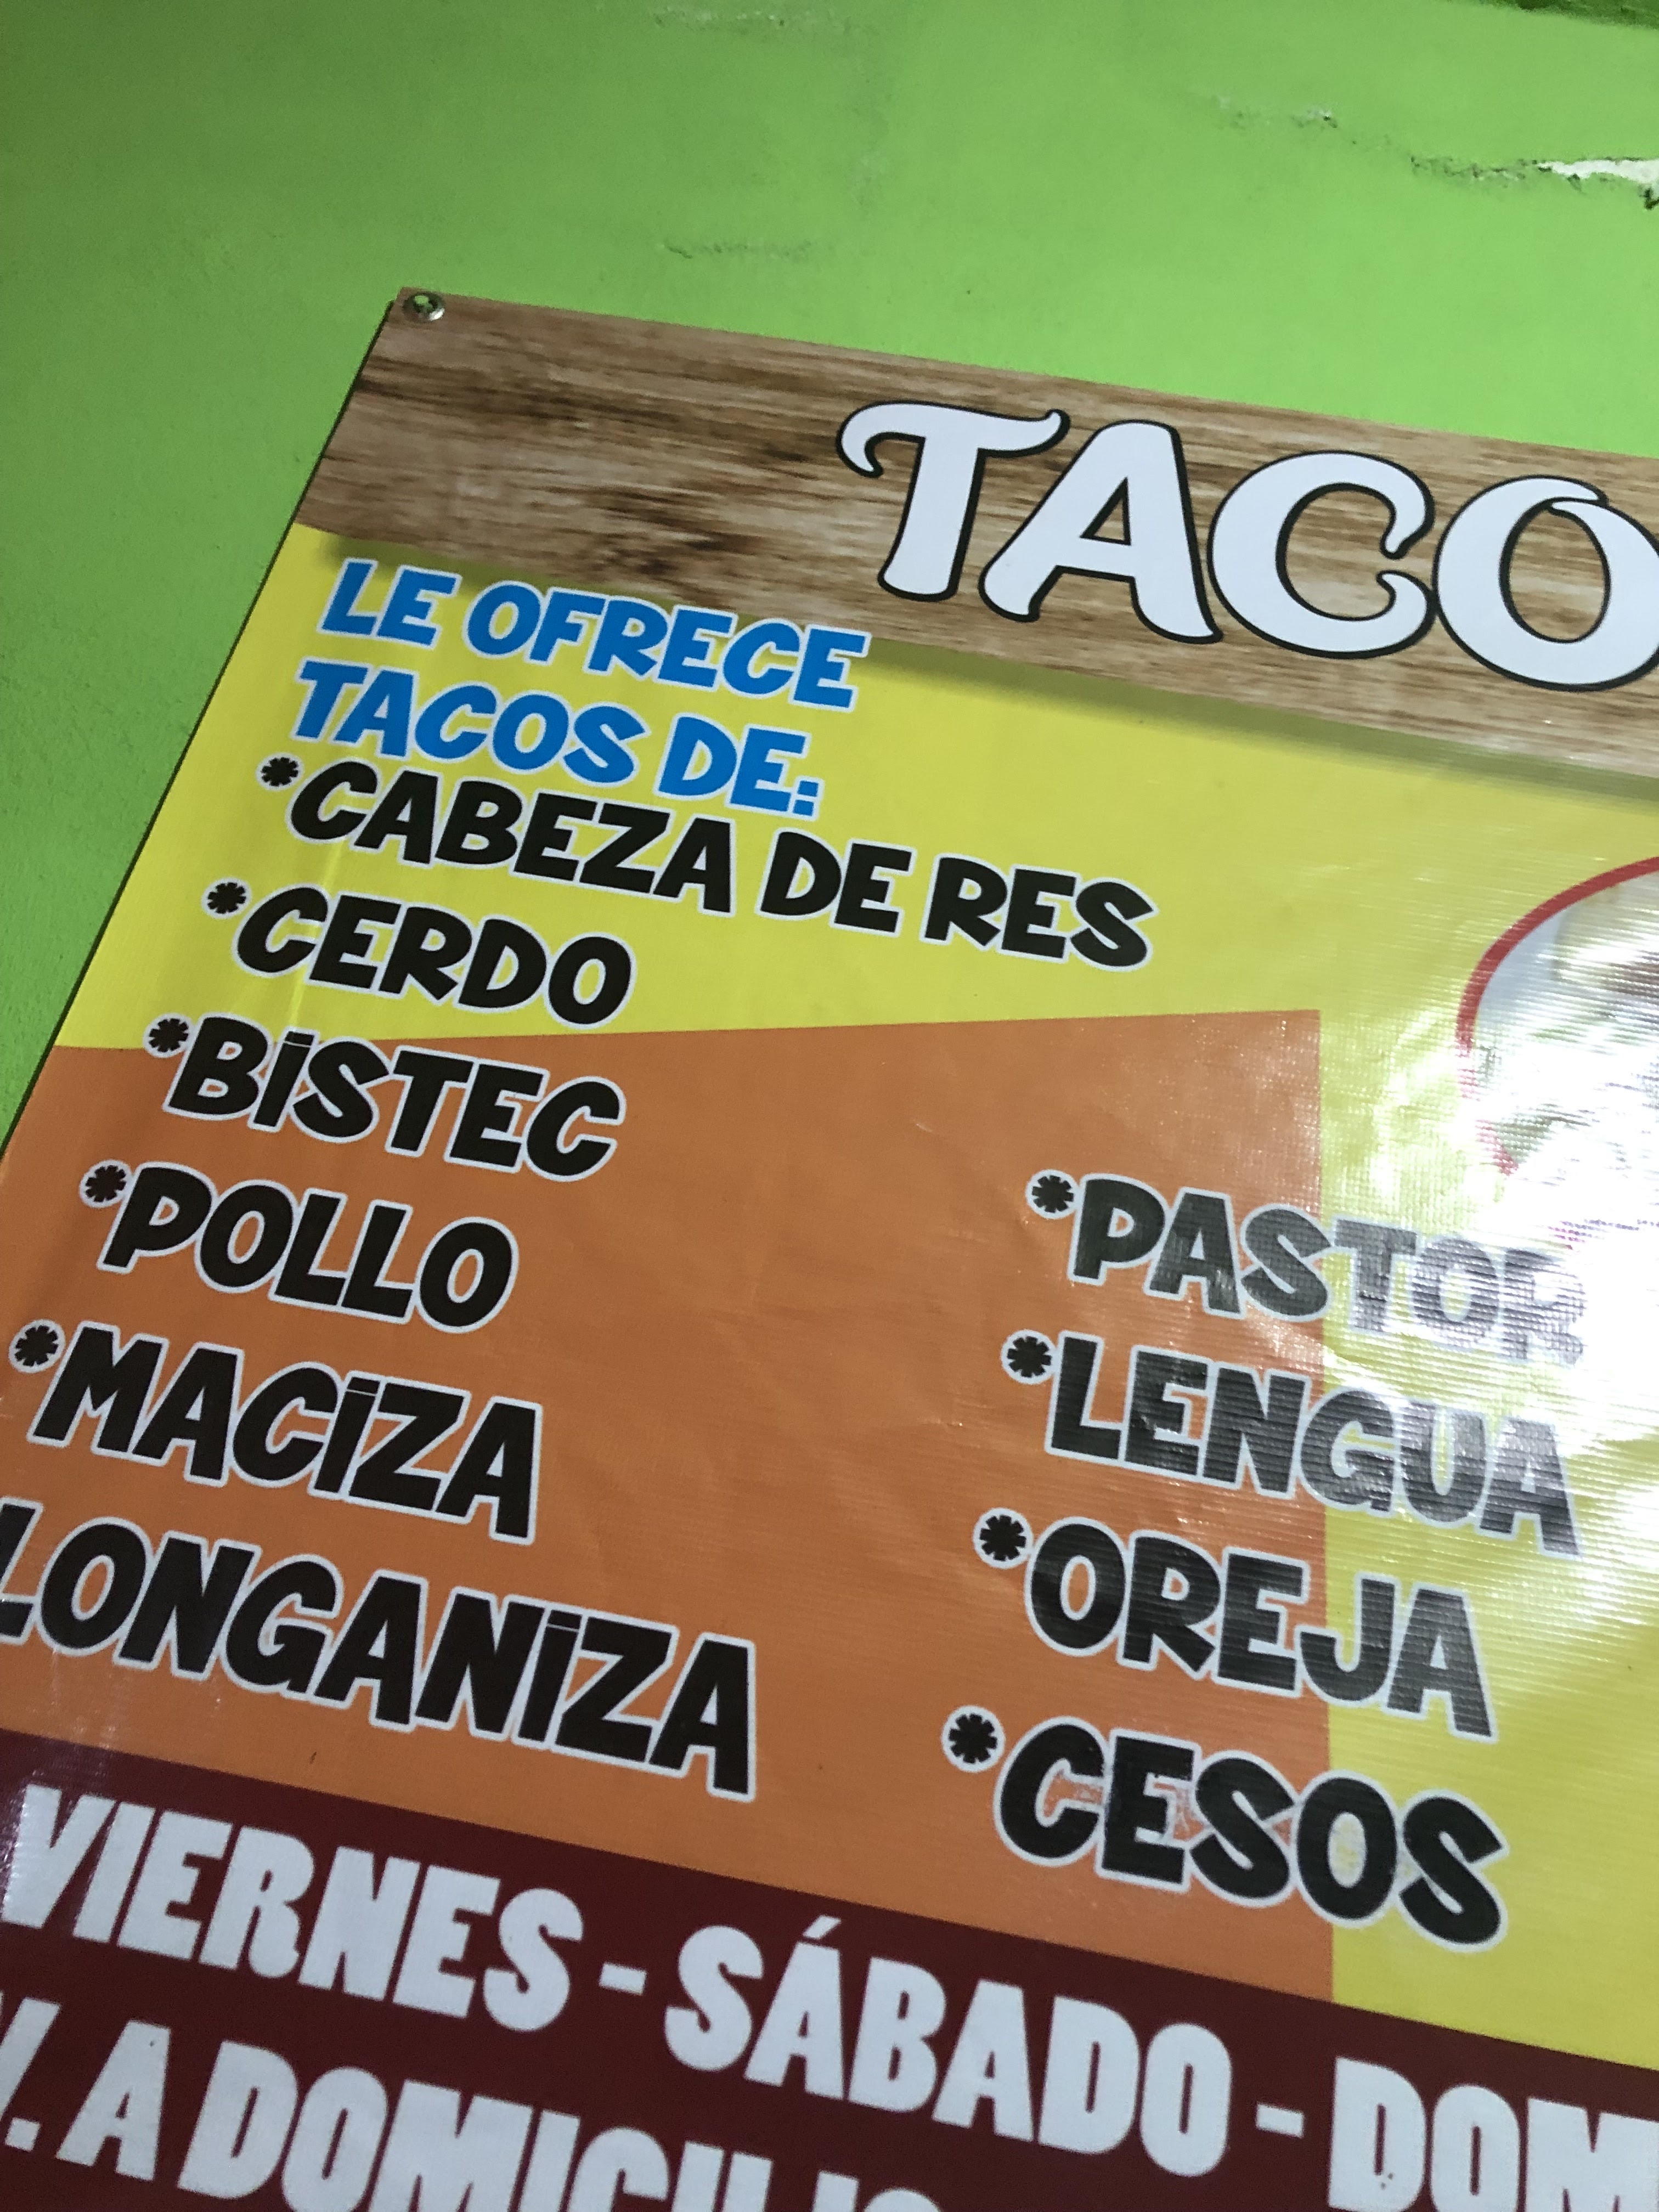 TACO
LE OFRECE
TACOS DE:
*CABEZA DE RES
*CERDO
*BISTEC
*POLLO
*MACIZA
LONGANIZA
*PASTOR
*LENGUA
*OREJA
*CESOS
VIERNES - SÁBADO - DOM
V. A DOMICILIO